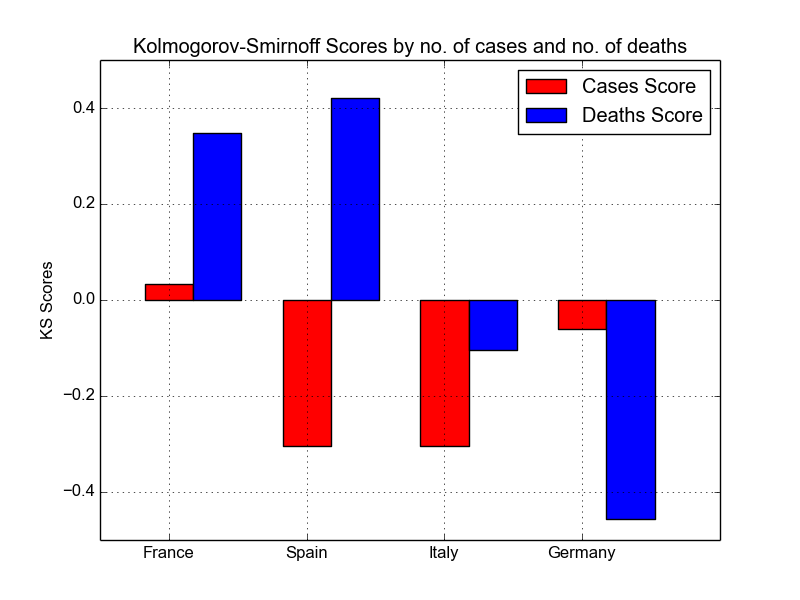 Kolmogorov-Smirnoff Scores by no. of cases and no. of deaths
Cases Score
Deaths Score
KS Scores
0.4
0.2
0.0
−0.2
−0.4
France
Spain
Italy
Germany